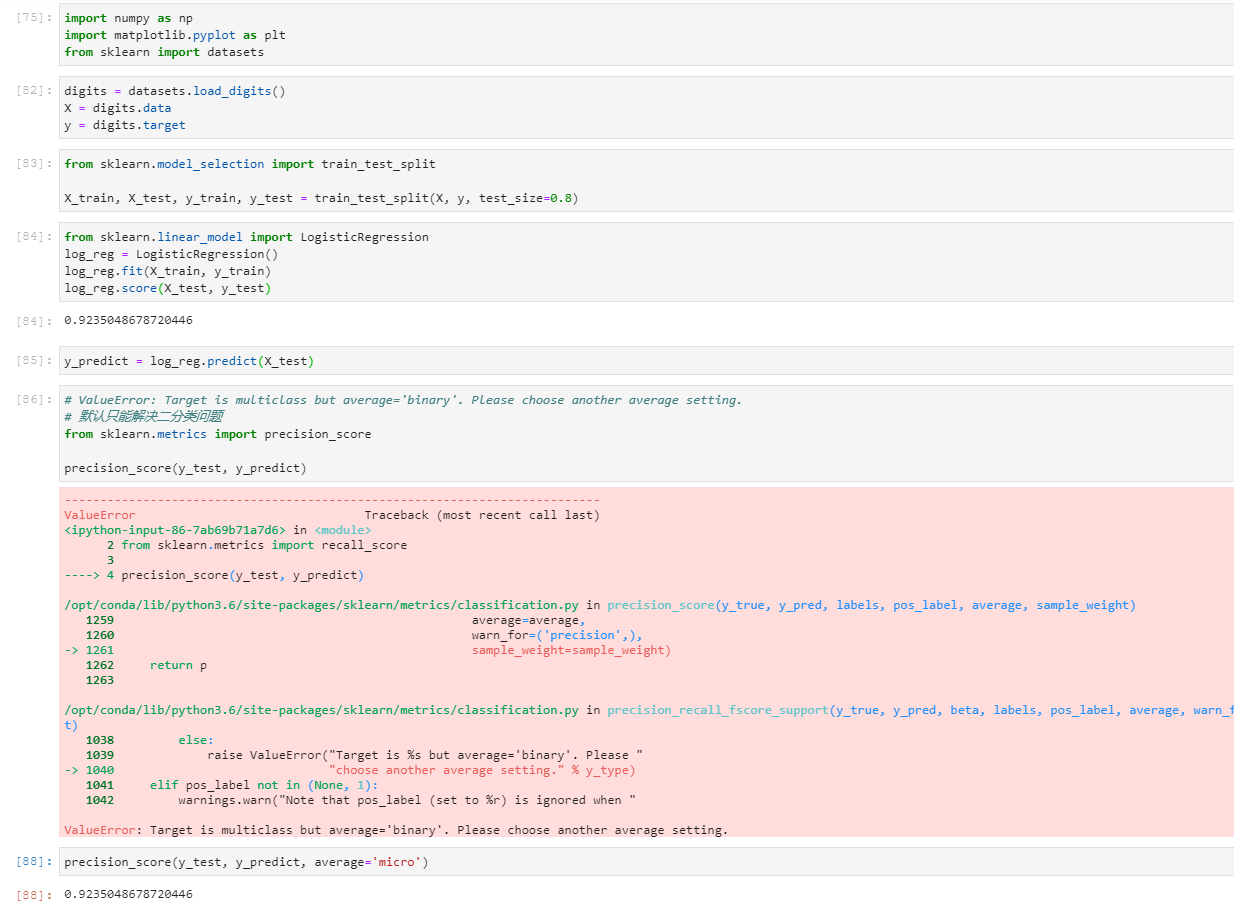 [75]: import numpy as np
import matplotlib.pyplot as plt
from sklearn import datasets
[82]: digits = datasets.load_digits()
X = digits.data
y = digits.target
[83]: from sklearn.model_selection import train_test_split
X_train, X_test, y_train, y_test = train_test_split(X, y, test_size=0.8)
[84]: from sklearn.linear_model import LogisticRegression
log_reg = LogisticRegression()
log_reg.fit(X_train, y_train)
log_reg.score(X_test, y_test)
[84]: 0.9235048678720446
[85]: y_predict = log_reg.predict(X_test)
[86]: # ValueError: Target is multiclass but average='binary'. Please choose another average setting.
# 默认只能解决二分类问题
from sklearn.metrics import precision_score
precision_score(y_test, y_predict)
---------------------------------------------------------------------------
ValueError                                Traceback (most recent call last)
<ipython-input-86-7ab69b71a7d6> in <module>
      2 from sklearn.metrics import recall_score
      3
----> 4 precision_score(y_test, y_predict)
/opt/conda/lib/python3.6/site-packages/sklearn/metrics/classification.py in precision_score(y_true, y_pred, labels, pos_label, average, sample_weight)
   1259                                                  average=average,
   1260                                                  warn_for=('precision',),
-> 1261                                                  sample_weight=sample_weight)
   1262     return p
   1263
/opt/conda/lib/python3.6/site-packages/sklearn/metrics/classification.py in precision_recall_fscore_support(y_true, y_pred, beta, labels, pos_label, average, warn_f
t)
   1038         else:
   1039             raise ValueError("Target is %s but average='binary'. Please "
-> 1040                              "choose another average setting." % y_type)
   1041     elif pos_label not in (None, 1):
   1042         warnings.warn("Note that pos_label (set to %r) is ignored when "
ValueError: Target is multiclass but average='binary'. Please choose another average setting.
[88]: precision_score(y_test, y_predict, average='micro')
[88]: 0.9235048678720446